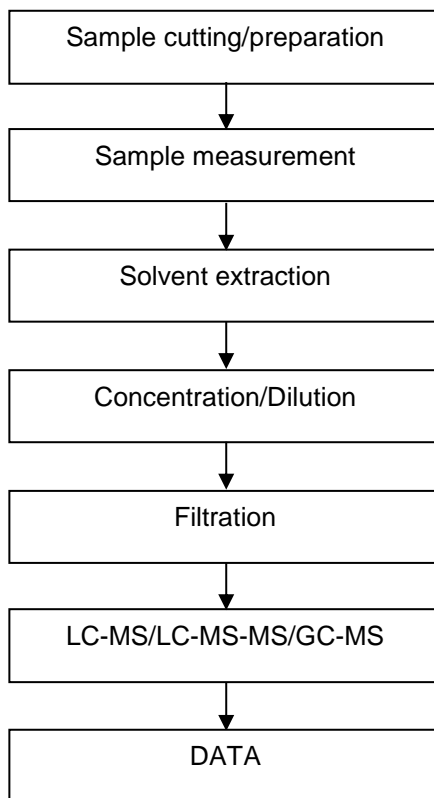 Sample cutting/preparation
Sample measurement
Solvent extraction
Concentration/Dilution
Filtration
LC-MS/LC-MS-MS/GC-MS
DATA